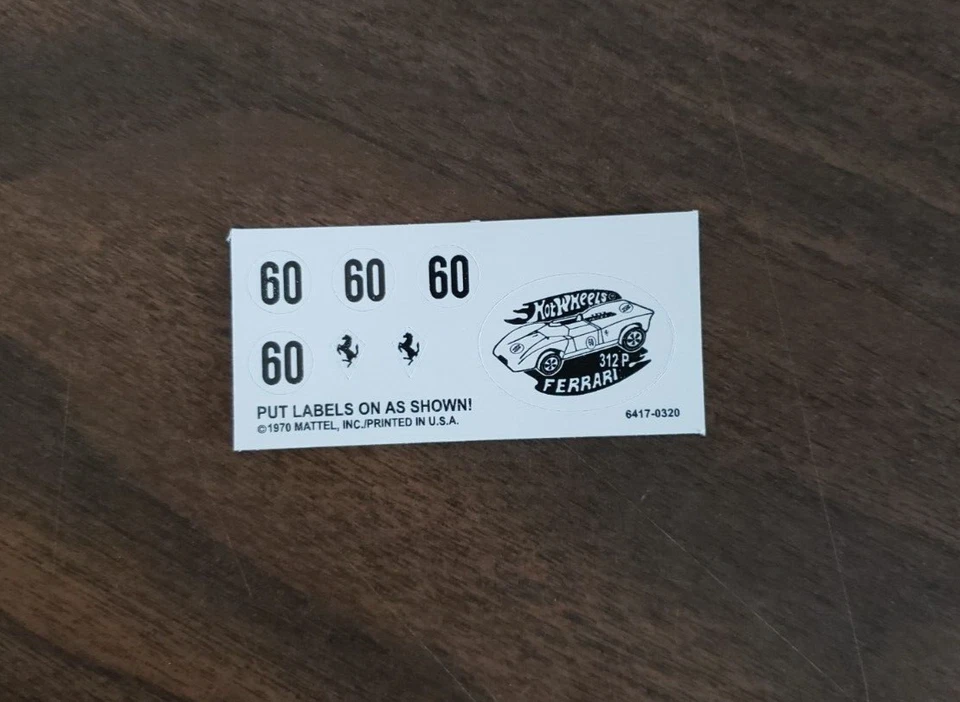 60 60 60
60
HOT WHEELS
312 P
FERRARI
PUT LABELS ON AS SHOWN!
©1970 MATTEL, INC./PRINTED IN U.S.A.
6417-0320